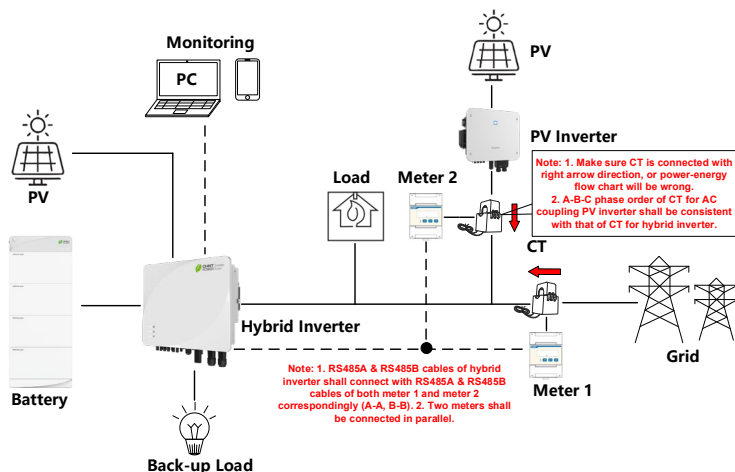 Monitoring
PC
PV
PV Inverter
Note: 1. Make sure CT is connected with
right arrow direction, or power-energy
flow chart will be wrong.
2. A-B-C phase order of CT for AC
coupling PV inverter shall be consistent
with that of CT for hybrid inverter.
Load
Meter 2
PV
CT
CHINT
POWER
Hybrid Inverter
Grid
Note: 1. RS485A & RS485B cables of hybrid
inverter shall connect with RS485A & RS485B
cables of both meter 1 and meter 2
correspondingly (A-A, B-B). 2. Two meters shall
be connected in parallel.
Meter 1
Battery
Back-up Load